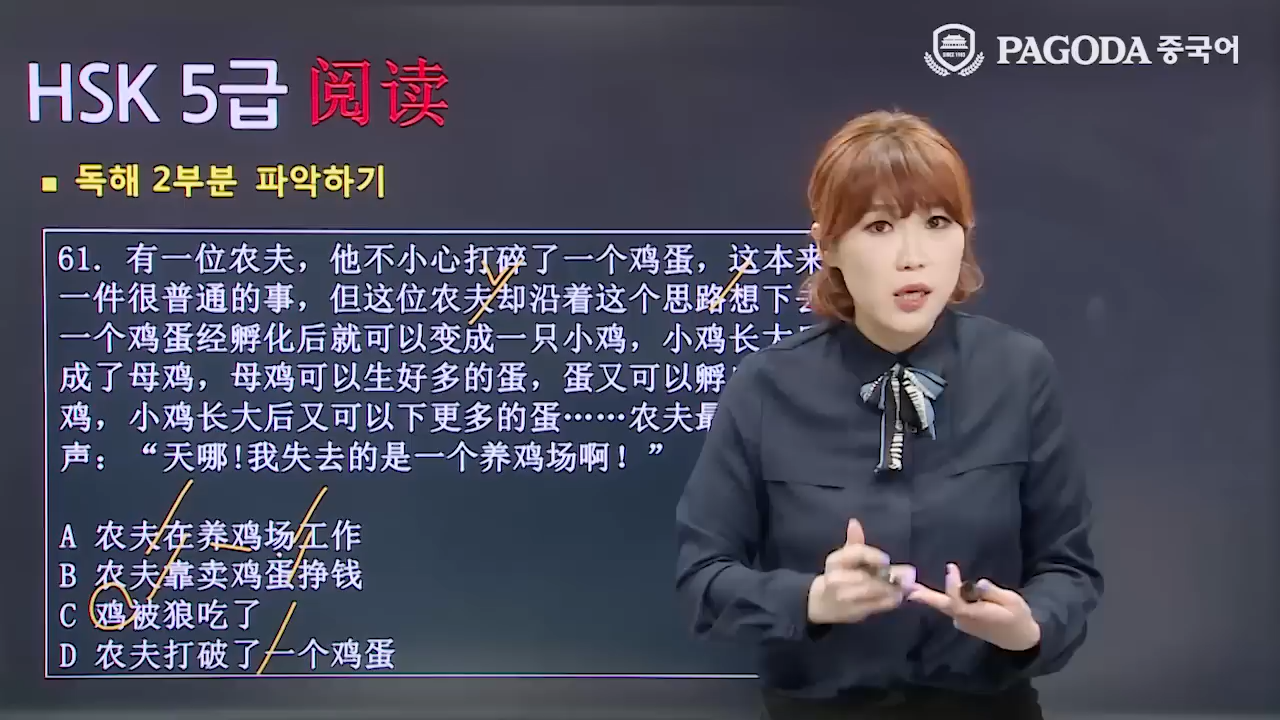 PAGODA 중국어
HSK 5급 阅读
■ 독해 2부분 파악하기
61. 有一位农夫，他不小心打碎了一个鸡蛋，这本来
一件很普通的事，但这位农夫却沿着这个思路想下去
一个鸡蛋经孵化后就可以变成一只小鸡，小鸡长大
成了母鸡，母鸡可以生好多的蛋，蛋又可以孵
鸡，小鸡长大后又可以下更多的蛋……农夫最
声：“天哪!我失去的是一个养鸡场啊！”
A 农夫在养鸡场工作
B 农夫靠卖鸡蛋挣钱
C 鸡被狼吃了
D 农夫打破了一个鸡蛋